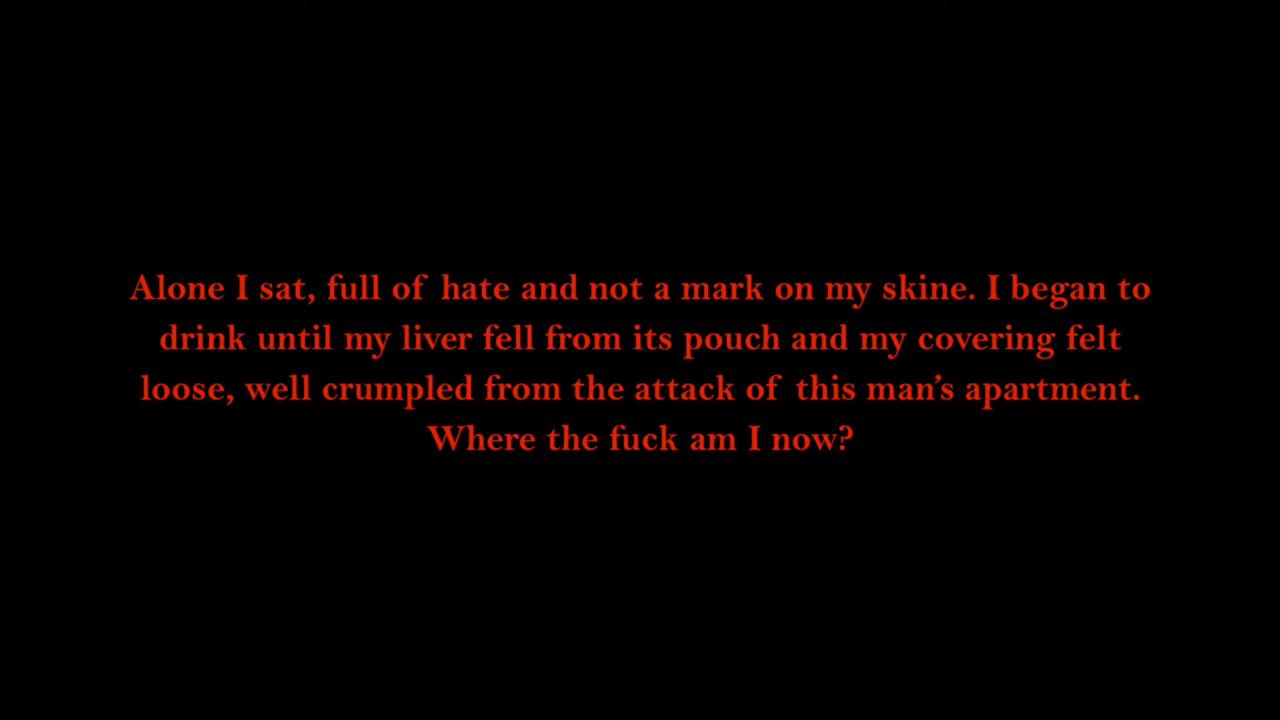 Alone I sat, full of hate and not a mark on my skine. I began to
drink until my liver fell from its pouch and my covering felt
loose, well crumpled from the attack of this man’s apartment.
Where the fuck am I now?